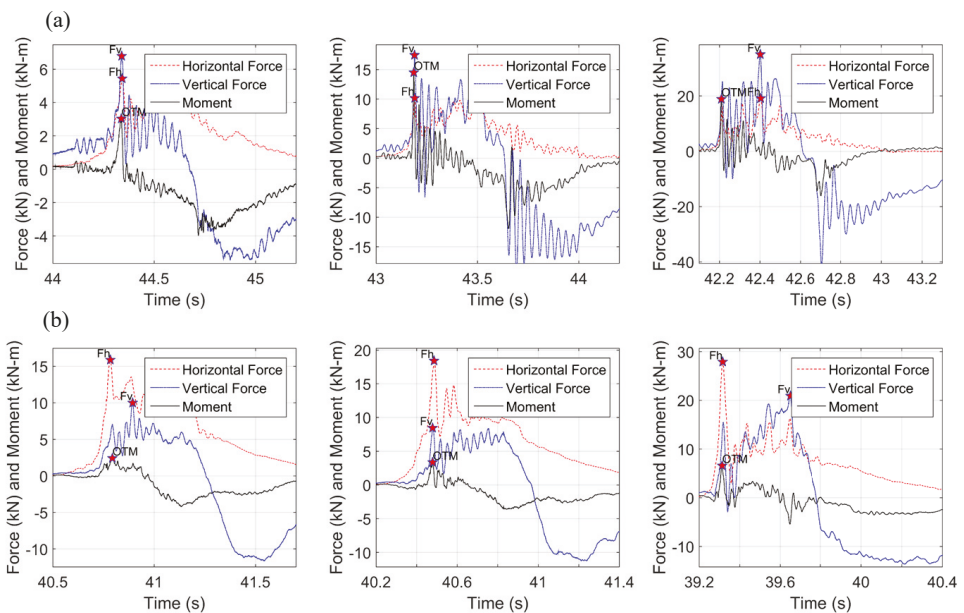 (a)
Force (kN) and Moment (kN-m)
6
4
2
0
-2
-4
Fv
Fh
OTM
Horizontal Force
Vertical Force
Moment
44
44.5
45
Time (s)
15
10
5
0
-5
-10
-15
Fv
OTM
Fh
Horizontal Force
Vertical Force
Moment
43
43.5
44
Time (s)
Force (kN) and Moment (kN-m)
Force (kN) and Moment (kN-m)
20
0
-20
-40
Fv
OTM
Fh
Horizontal Force
Vertical Force
Moment
42.2
42.4
42.6
42.8
43
43.2
Time (s)
(b)
Force (kN) and Moment (kN-m)
15
10
5
0
-5
-10
Fh
Fv
OTM
Horizontal Force
Vertical Force
Moment
40.5
41
41.5
Time (s)
Force (kN) and Moment (kN-m)
20
15
10
5
0
-5
-10
Fh
Fv
OTM
Horizontal Force
Vertical Force
Moment
40.2
40.6
41
41.4
Time (s)
Force (kN) and Moment (kN-m)
30
20
10
0
-10
Fh
Fv
OTM
Horizontal Force
Vertical Force
Moment
39.2
39.6
40
40.4
Time (s)